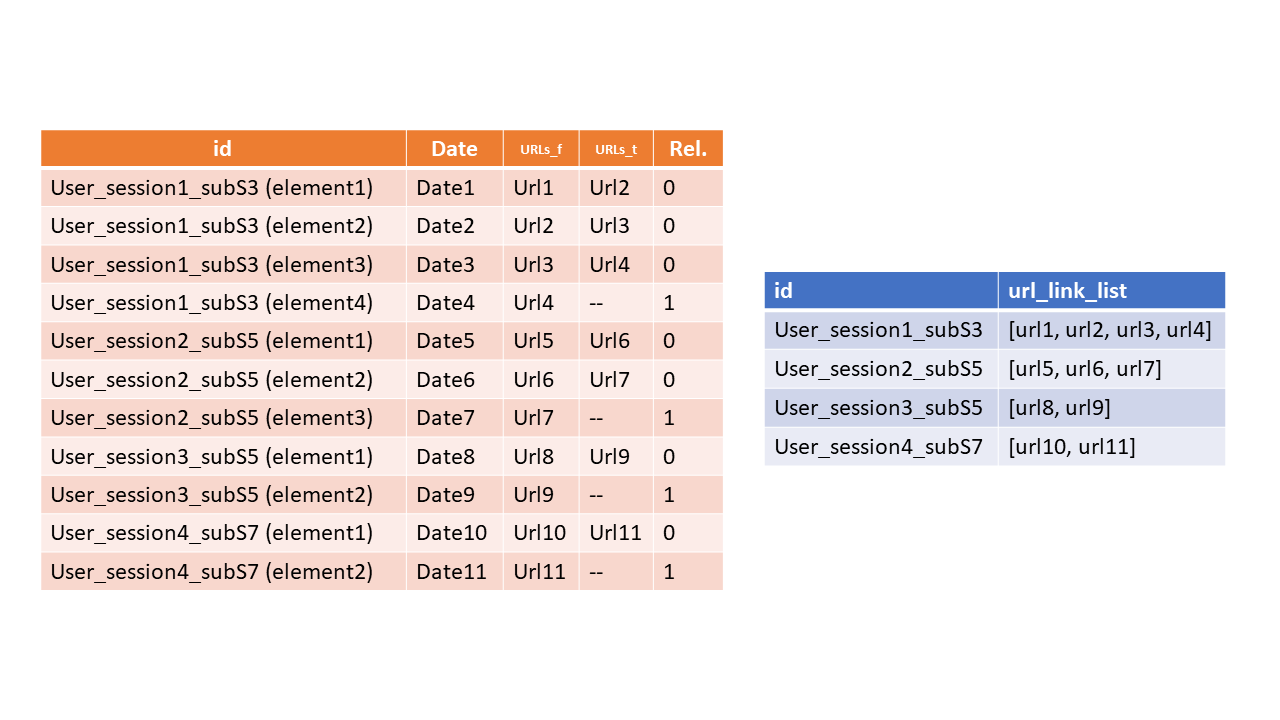 id Date URLs_f URLs_t Rel.
User_session1_subS3 (element1) Date1 Url1 Url2 0
User_session1_subS3 (element2) Date2 Url2 Url3 0
User_session1_subS3 (element3) Date3 Url3 Url4 0
User_session1_subS3 (element4) Date4 Url4 -- 1
User_session2_subS5 (element1) Date5 Url5 Url6 0
User_session2_subS5 (element2) Date6 Url6 Url7 0
User_session2_subS5 (element3) Date7 Url7 -- 1
User_session3_subS5 (element1) Date8 Url8 Url9 0
User_session3_subS5 (element2) Date9 Url9 -- 1
User_session4_subS7 (element1) Date10 Url10 Url11 0
User_session4_subS7 (element2) Date11 Url11 -- 1
id url_link_list
User_session1_subS3 [url1, url2, url3, url4]
User_session2_subS5 [url5, url6, url7]
User_session3_subS5 [url8, url9]
User_session4_subS7 [url10, url11]